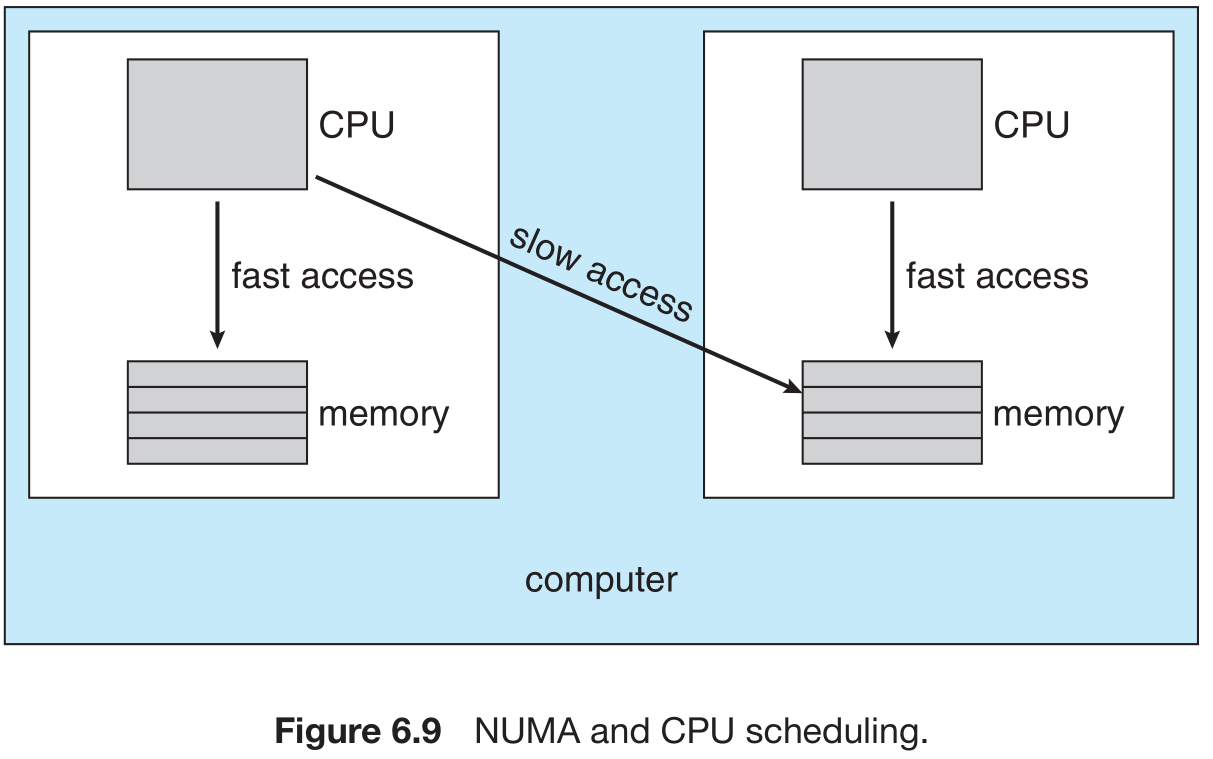 CPU
CPU
slow access
fast access
fast access
memory
memory
computer
Figure 6.9 NUMA and CPU scheduling.